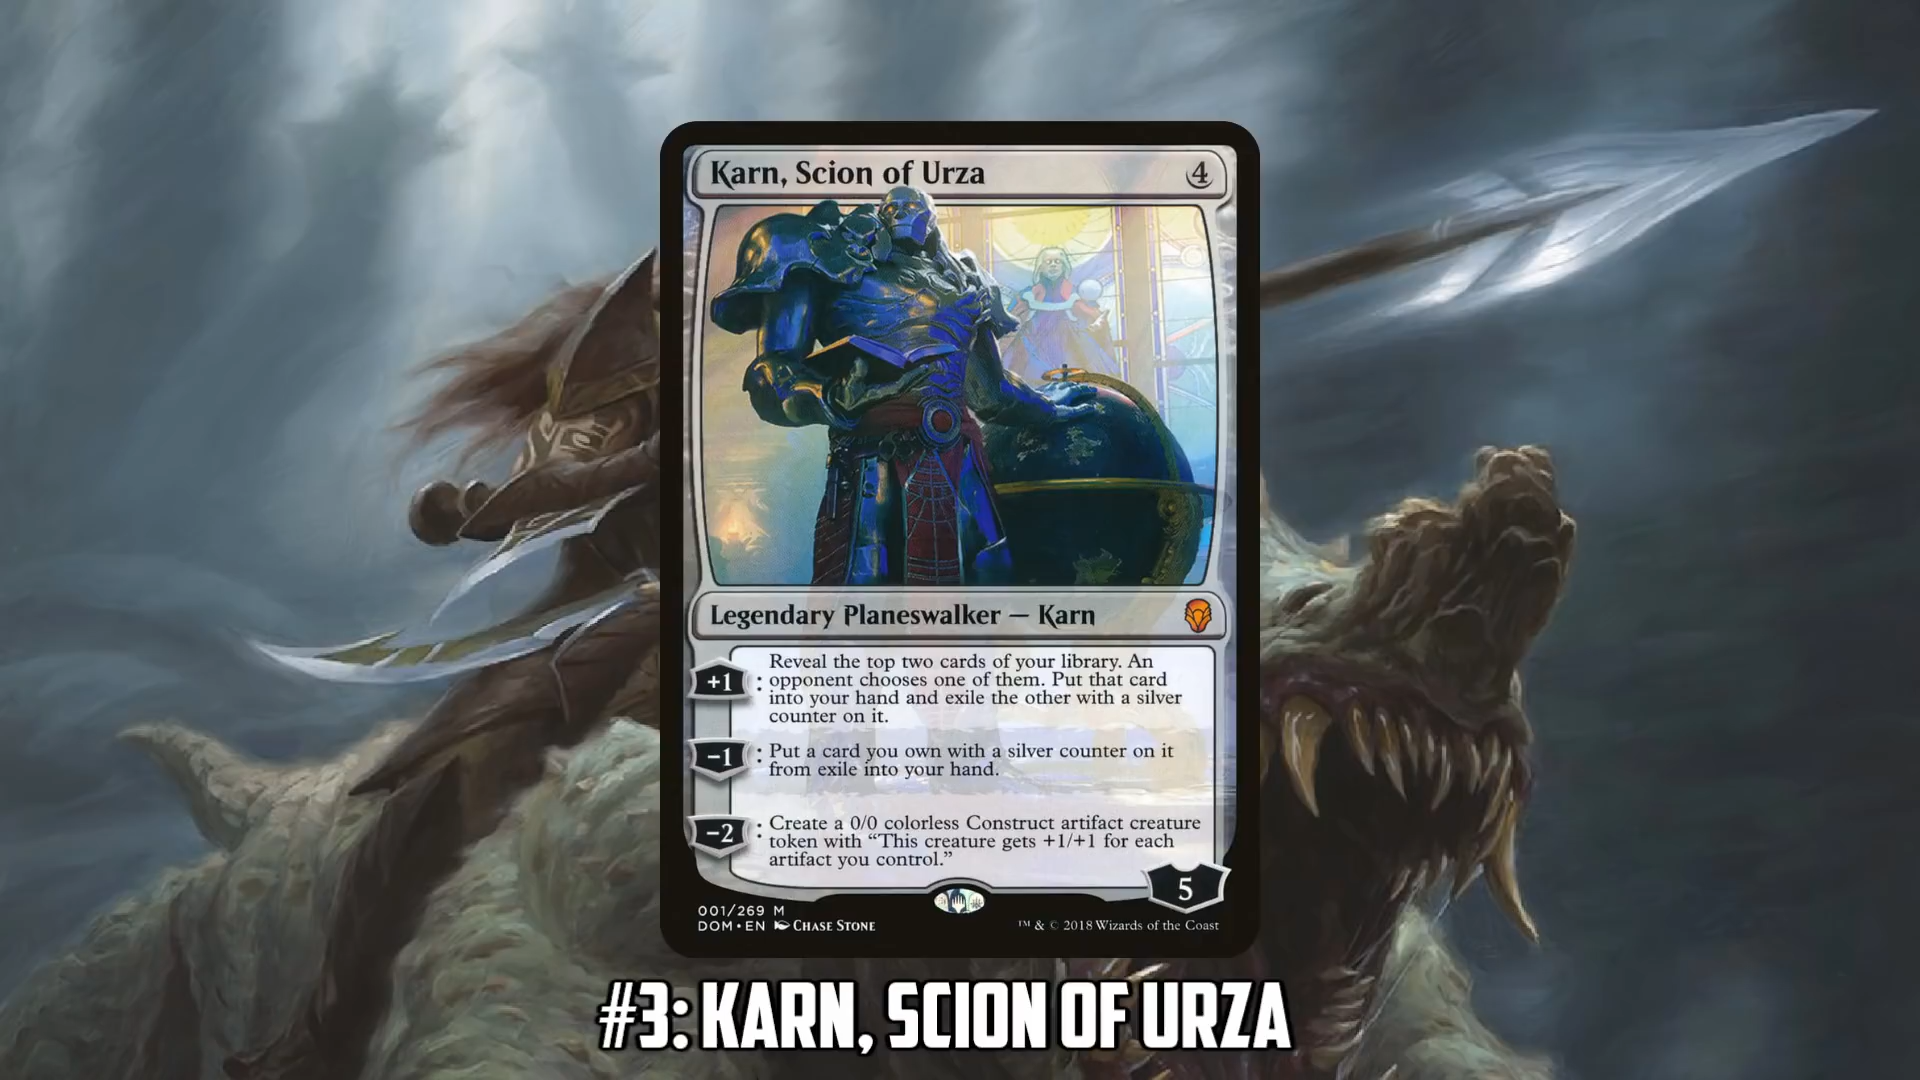 Karn, Scion of Urza 4
Legendary Planeswalker — Karn
+1 : Reveal the top two cards of your library. An
opponent chooses one of them. Put that card
into your hand and exile the other with a silver
counter on it.
−1 : Put a card you own with a silver counter on it
from exile into your hand.
−2 : Create a 0/0 colorless Construct artifact creature
token with “This creature gets +1/+1 for each
artifact you control.”
5
001/269 M
DOM • EN CHASE STONE
™ & © 2018 Wizards of the Coast
#3: KARN, SCION OF URZA